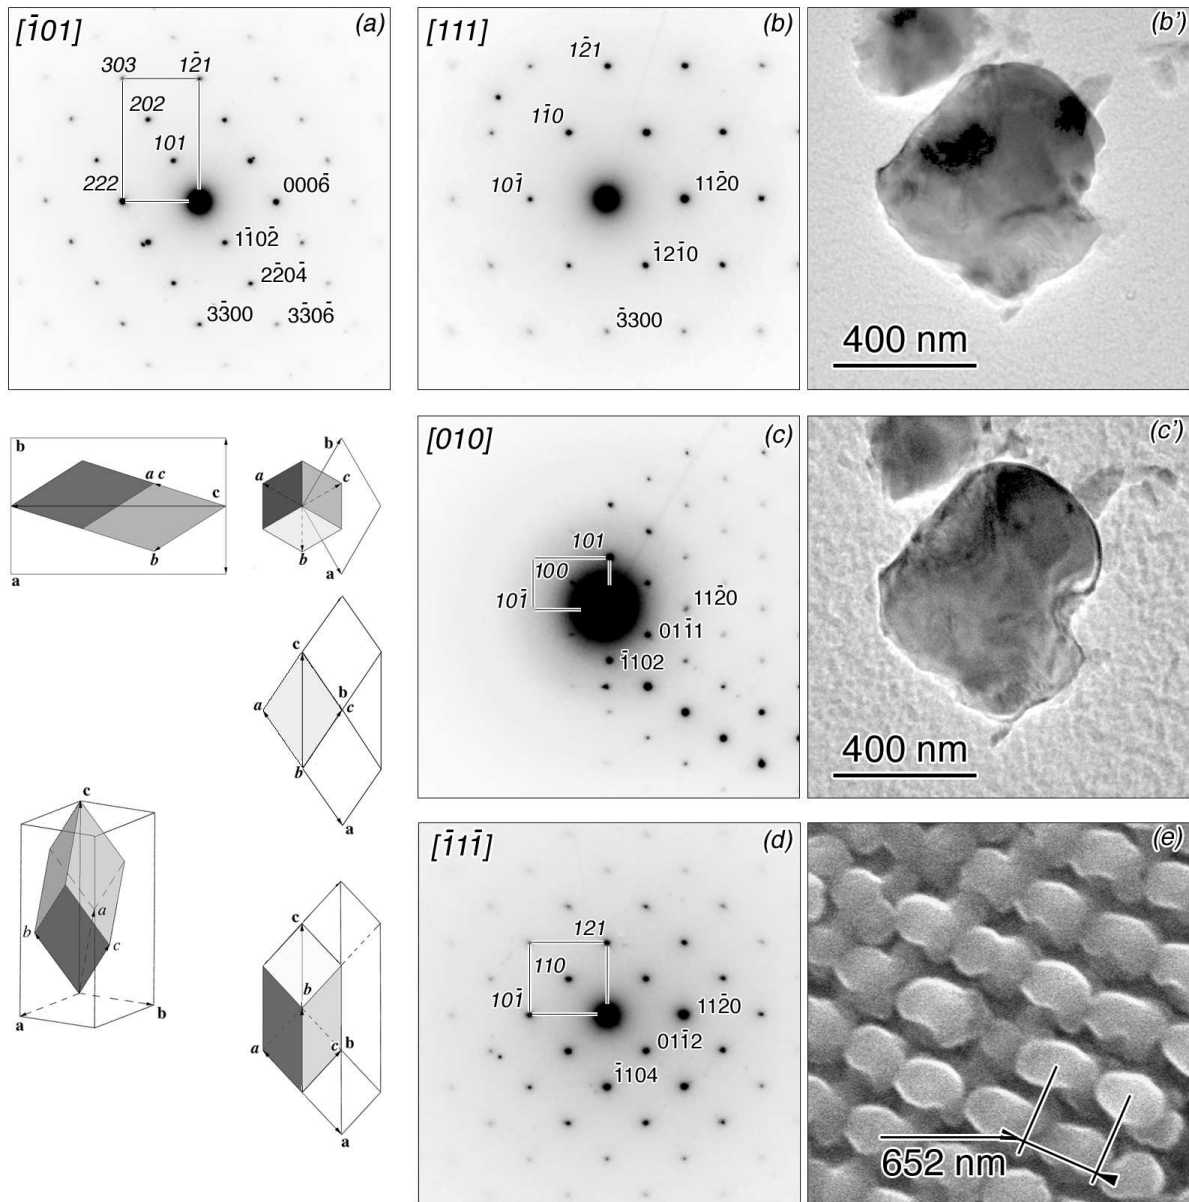 [1̄01] (a)
303 1 2̄1
202
101
222 0006̄
11̄02̄
22̄04̄
33̄00 33̄06̄
[111] (b)
12̄1
11̄0
101̄ 112̄0
1̄21̄0
3̄300
(b')
400 nm
b
a c
c
b
a
b
a c
b
a
c
b
a c
b
a
c
b
a c
b
a
c
a
b c
a b
[010] (c)
101
100
101̄ 112̄0
011̄1
1̄102
(c')
400 nm
[1̄11̄] (d)
121
110
101̄ 112̄0
011̄2
1̄104
(e)
652 nm